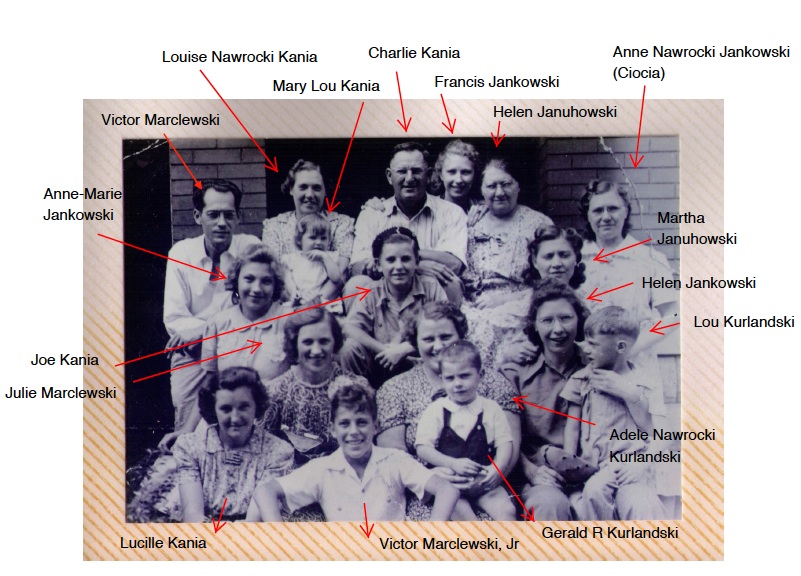 Louise Nawrocki Kania
Charlie Kania
Anne Nawrocki Jankowski
(Ciocia)
Mary Lou Kania
Francis Jankowski
Helen Januhowski
Victor Marclewski
Anne-Marie
Jankowski
Martha
Januhowski
Helen Jankowski
Lou Kurlandski
Joe Kania
Julie Marclewski
Adele Nawrocki
Kurlandski
Lucille Kania
Victor Marclewski, Jr
Gerald R Kurlandski